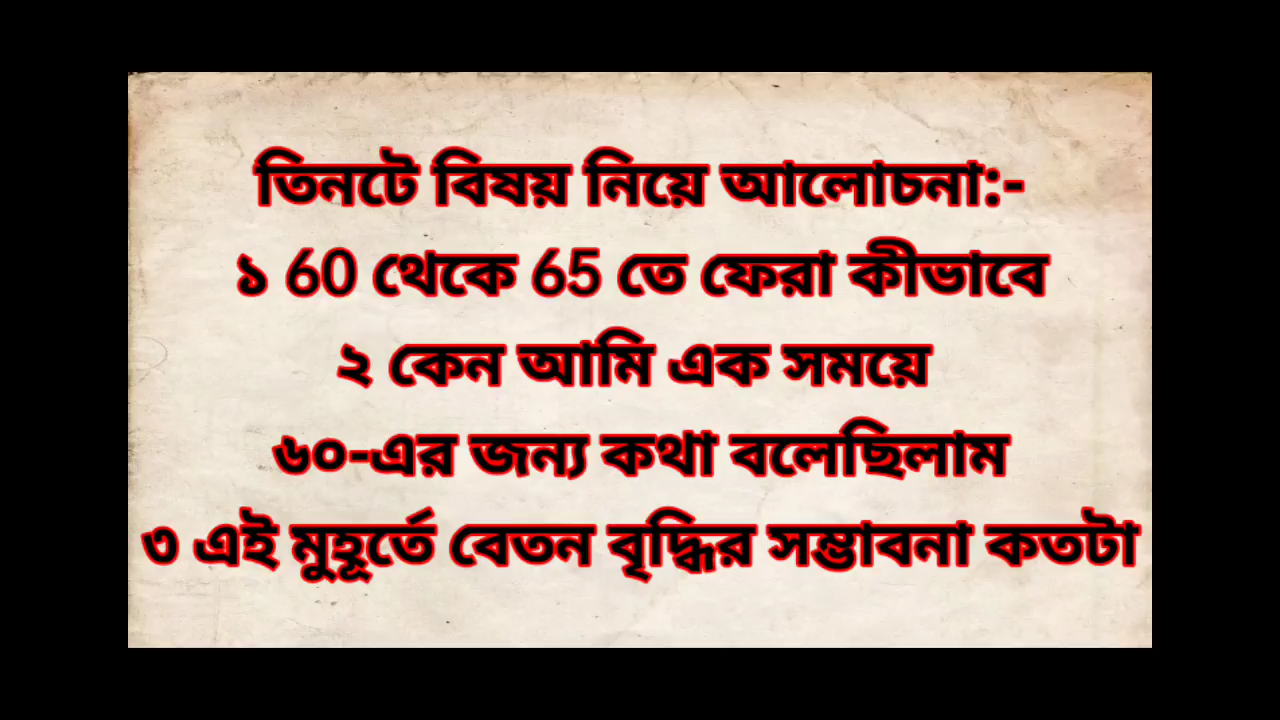 তিনটে বিষয় নিয়ে আলোচনা:-
১ 60 থেকে 65 তে ফেরা কীভাবে
২ কেন আমি এক সময়ে
৬০-এর জন্য কথা বলেছিলাম
৩ এই মুহূর্তে বেতন বৃদ্ধির সম্ভাবনা কতটা